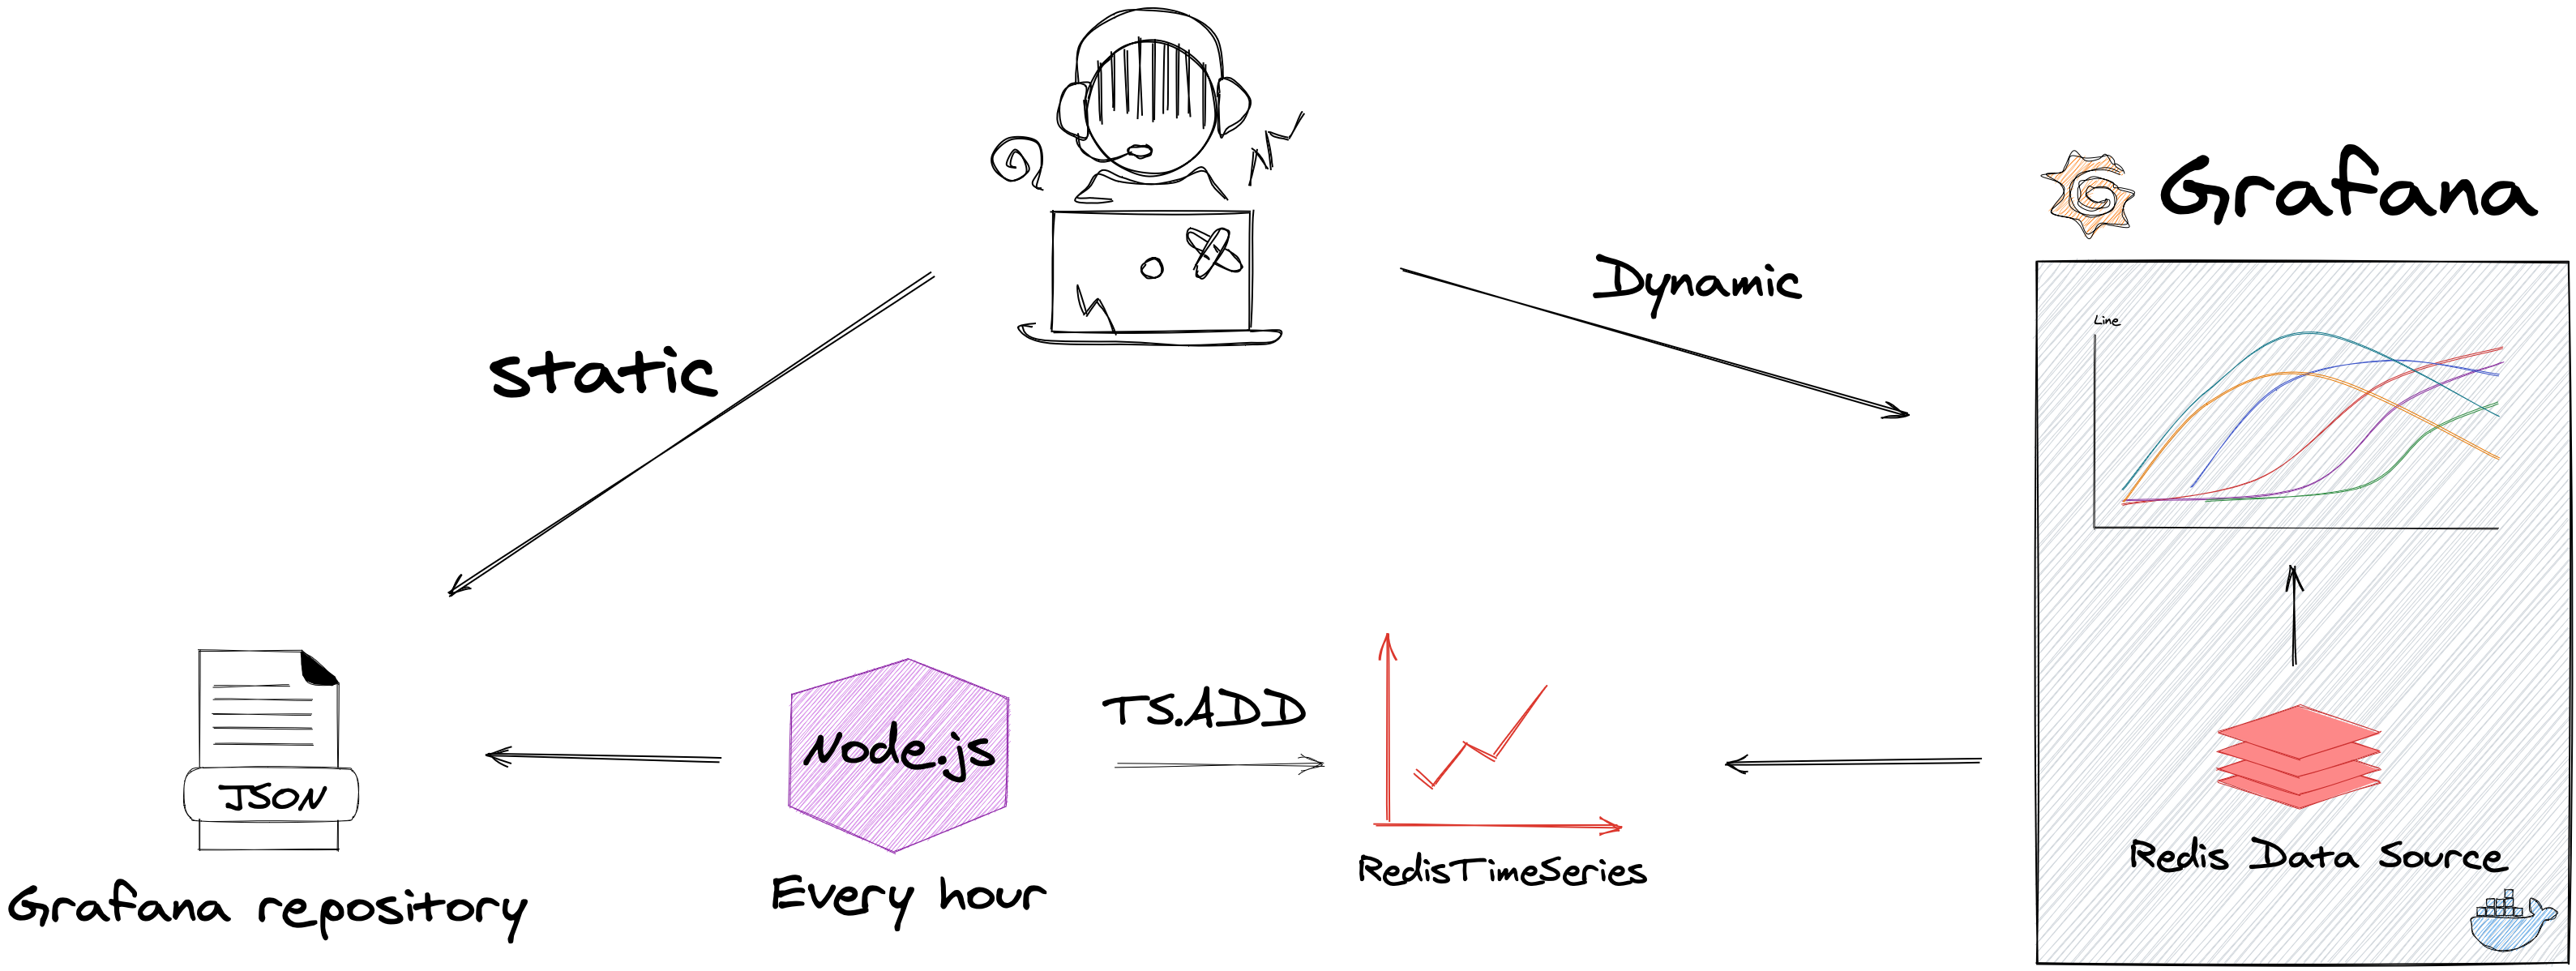 Grafana
Dynamic
static
Line
TS.ADD
Node.js
JSON
Every hour
RedisTimeSeries
Redis Data Source
Grafana repository